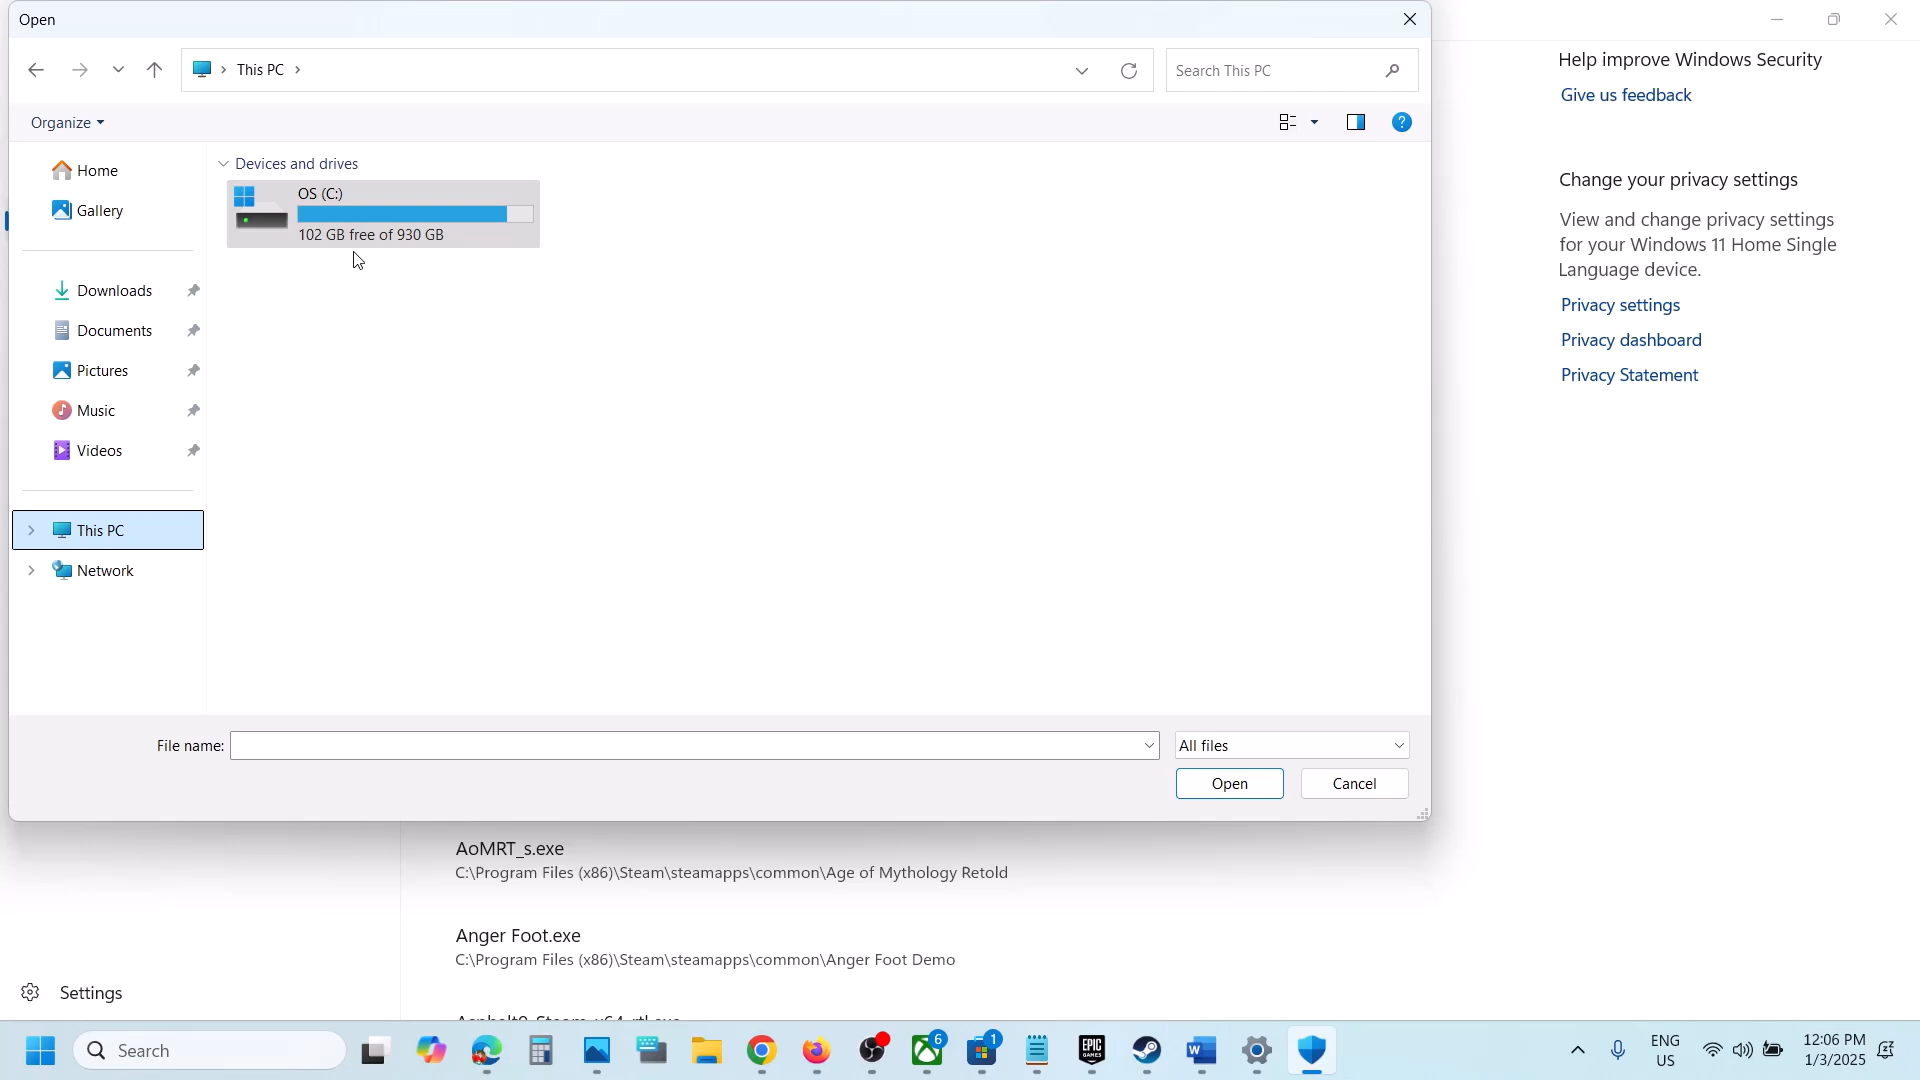 Open
This PC
Search This PC
Organize
Home
Gallery
Downloads
Documents
Pictures
Music
Videos
This PC
Network
Devices and drives
OS (C:)
102 GB free of 930 GB
File name:
All files
Open
Cancel
Help improve Windows Security
Give us feedback
Change your privacy settings
View and change privacy settings
for your Windows 11 Home Single
Language device.
Privacy settings
Privacy dashboard
Privacy Statement
AoMRT_s.exe
C:\Program Files (x86)\Steam\steamapps\common\Age of Mythology Retold
Anger Foot.exe
C:\Program Files (x86)\Steam\steamapps\common\Anger Foot Demo
Settings
Search
6
1
EPIC
GAMES
ENG
US
12:06 PM
1/3/2025